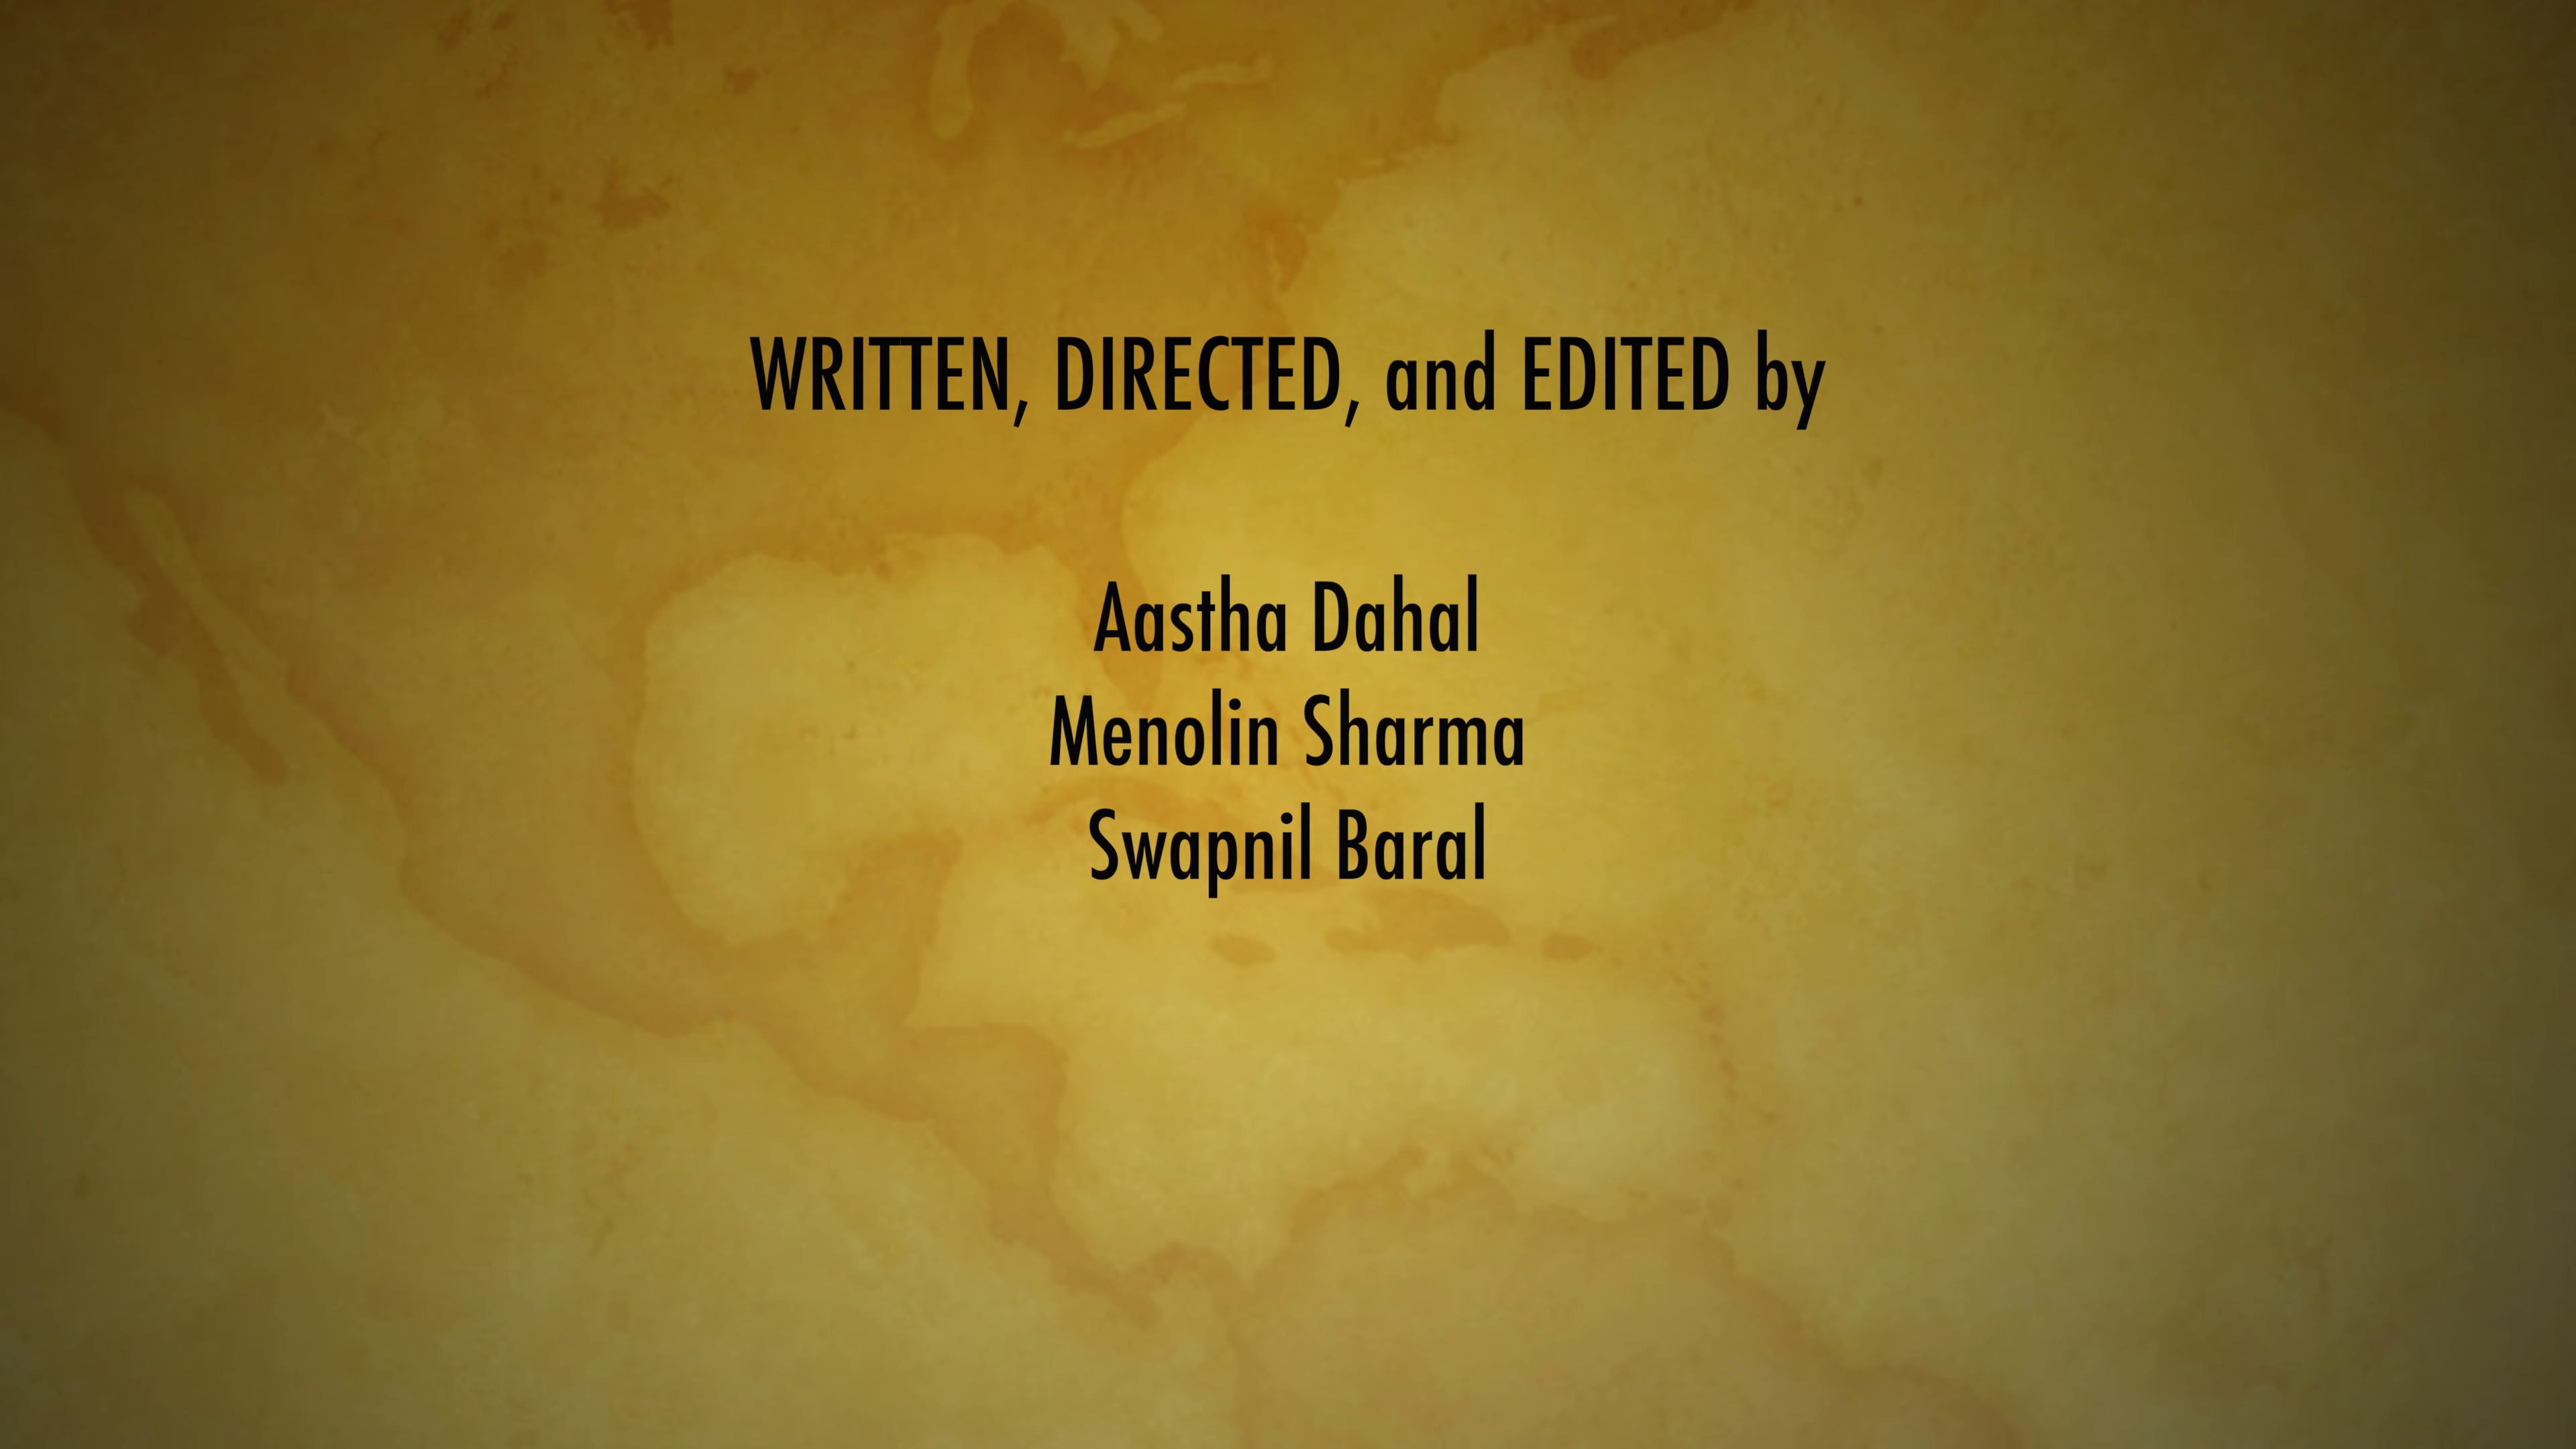 WRITTEN, DIRECTED, and EDITED by
Aastha Dahal
Menolin Sharma
Swapnil Baral